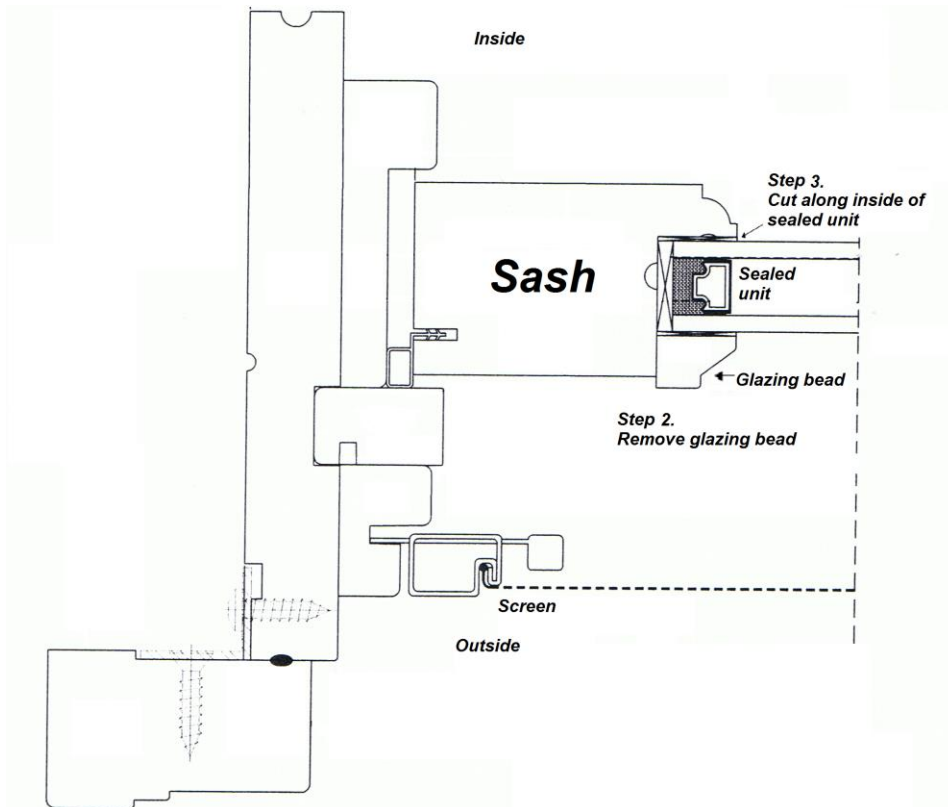 Inside
Step 3.
Cut along inside of
sealed unit
Sash
Sealed
unit
Glazing bead
Step 2.
Remove glazing bead
Screen
Outside